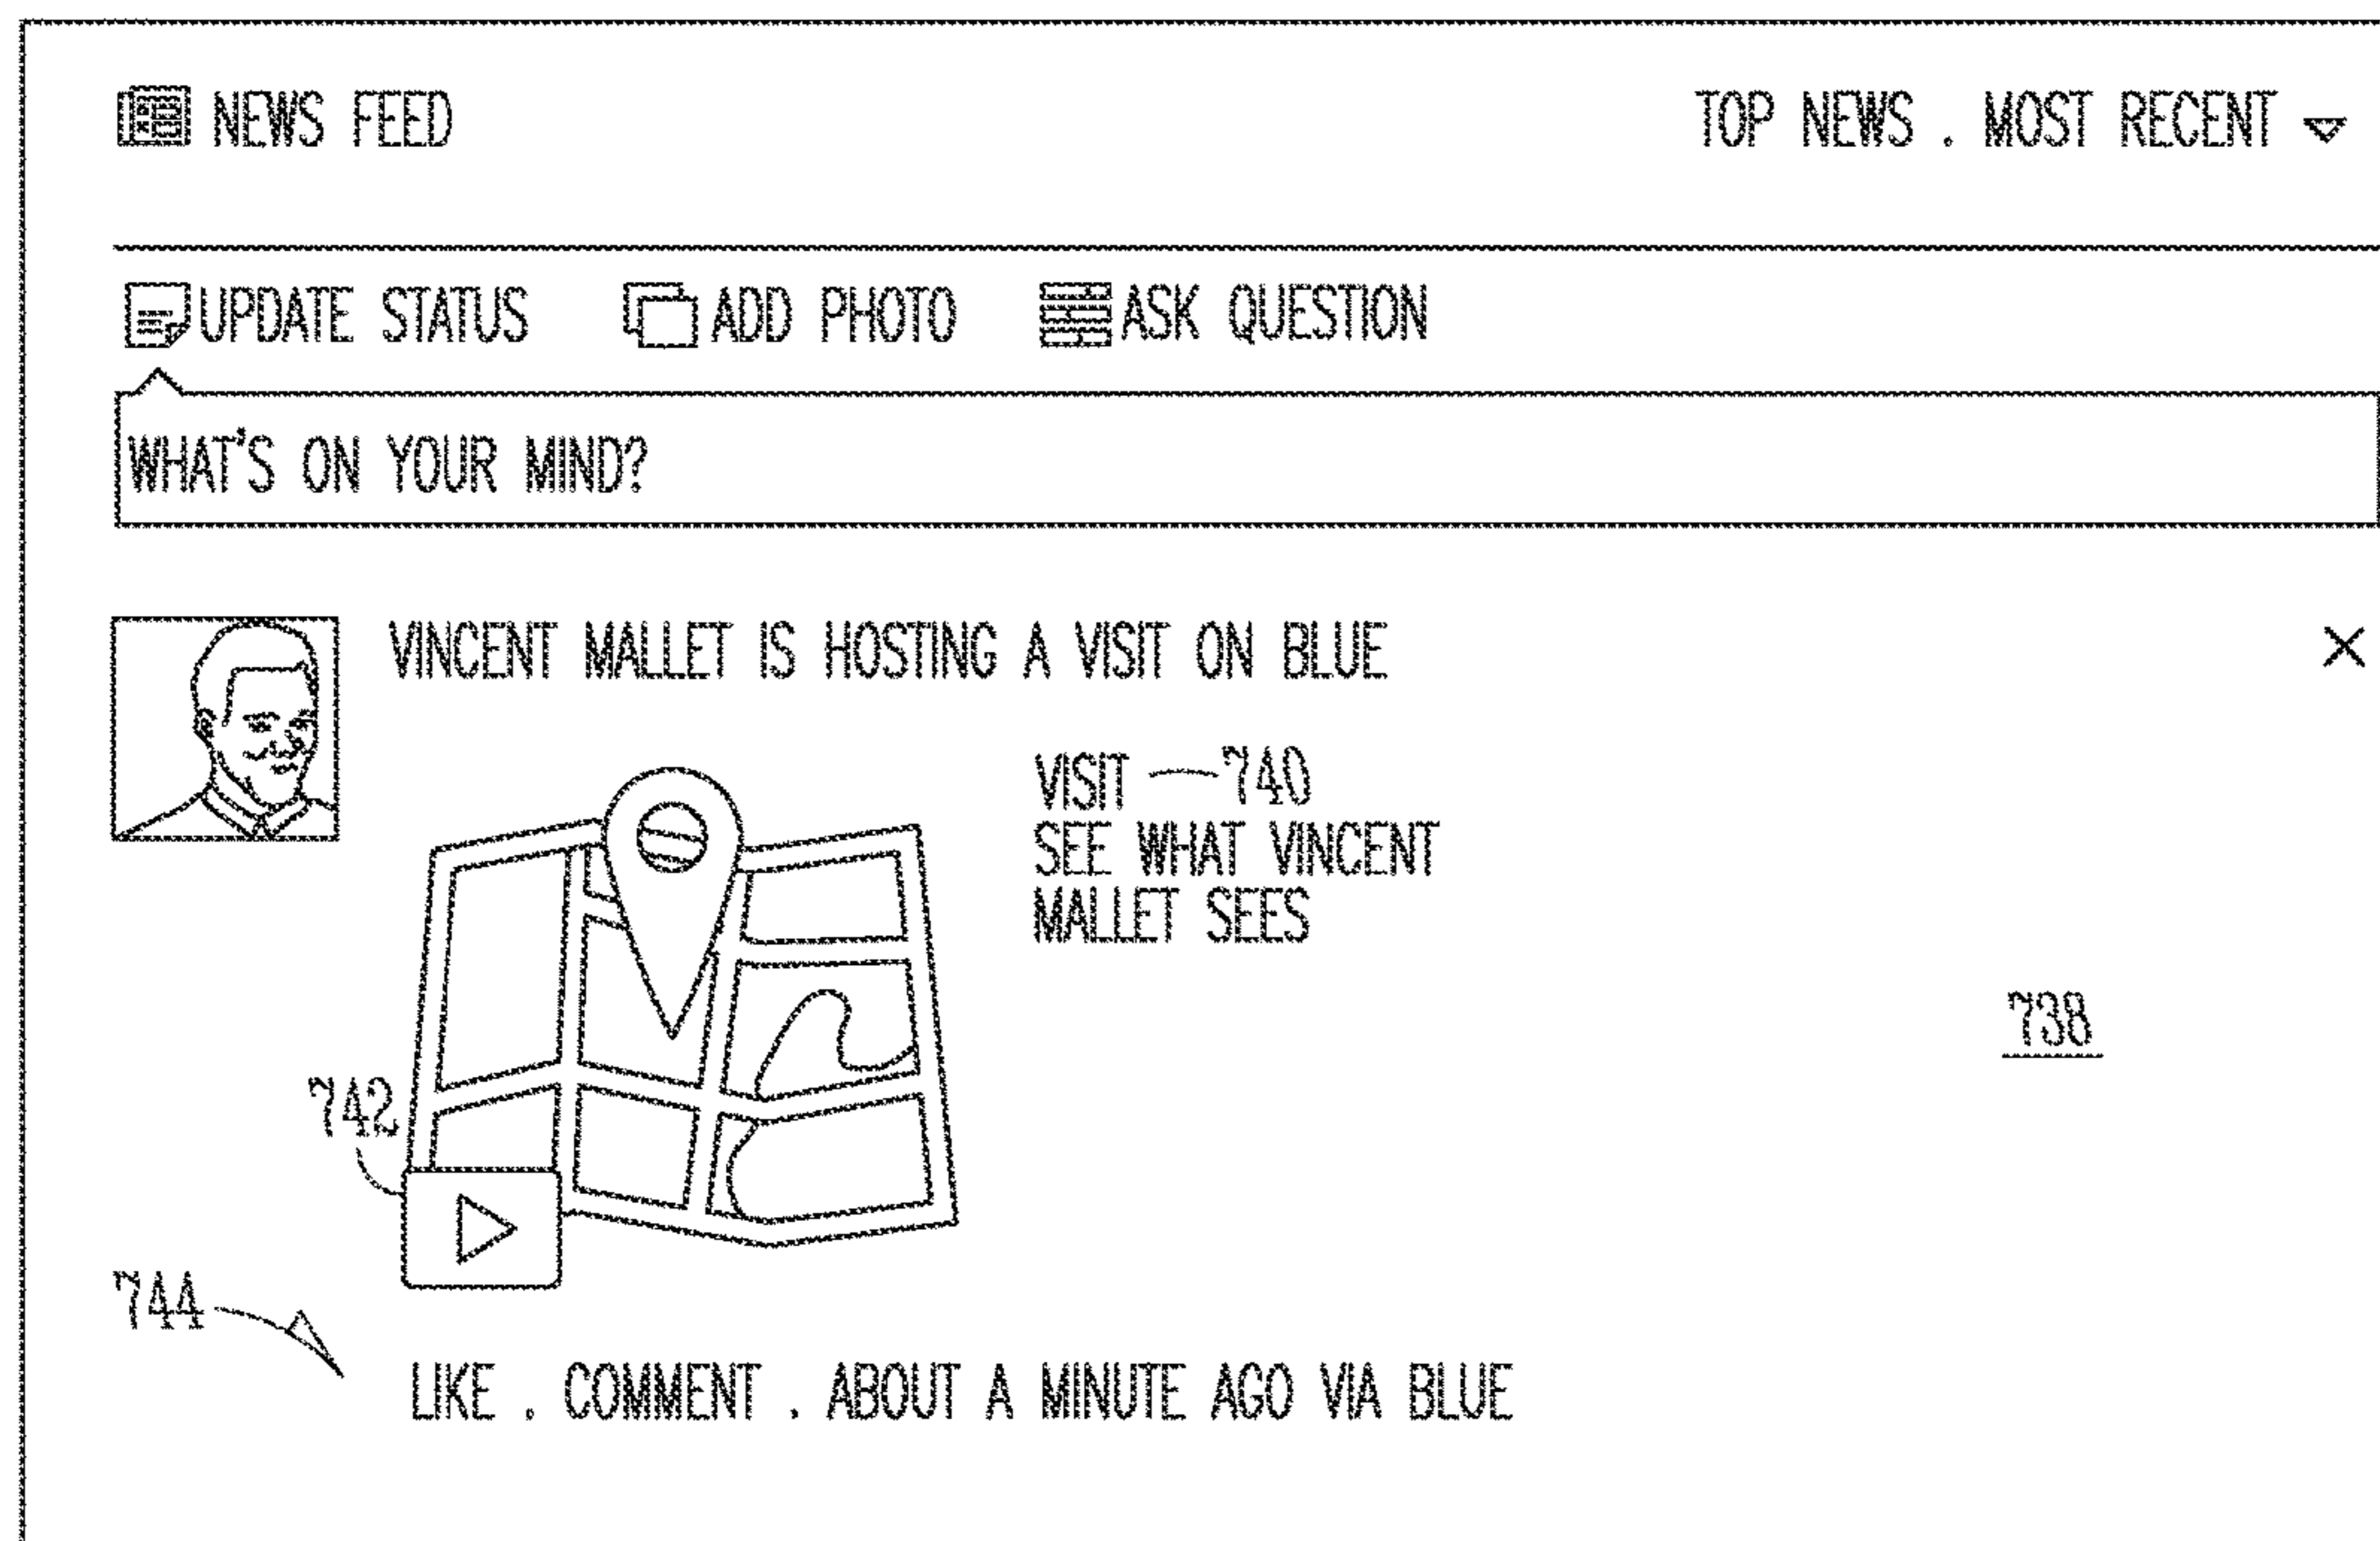 NEWS FEED TOP NEWS . MOST RECENT
UPDATE STATUS ADD PHOTO ASK QUESTION
WHAT'S ON YOUR MIND?
VINCENT MALLET IS HOSTING A VISIT ON BLUE
VISIT 740
SEE WHAT VINCENT
MALLET SEES
738
742
744
LIKE . COMMENT . ABOUT A MINUTE AGO VIA BLUE